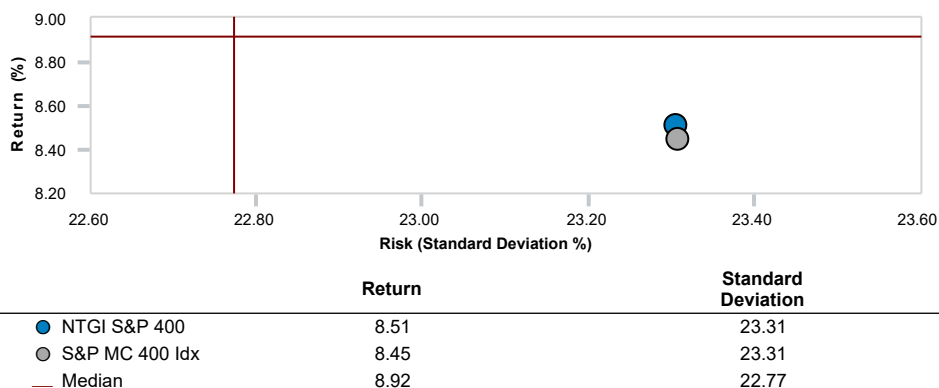 9.00
8.80
8.60
8.40
8.20
Return (%)
22.60 22.80 23.00 23.20 23.40 23.60
Risk (Standard Deviation %)
Return Standard Deviation
NTGI S&P 400 8.51 23.31
S&P MC 400 Idx 8.45 23.31
Median 8.92 22.77